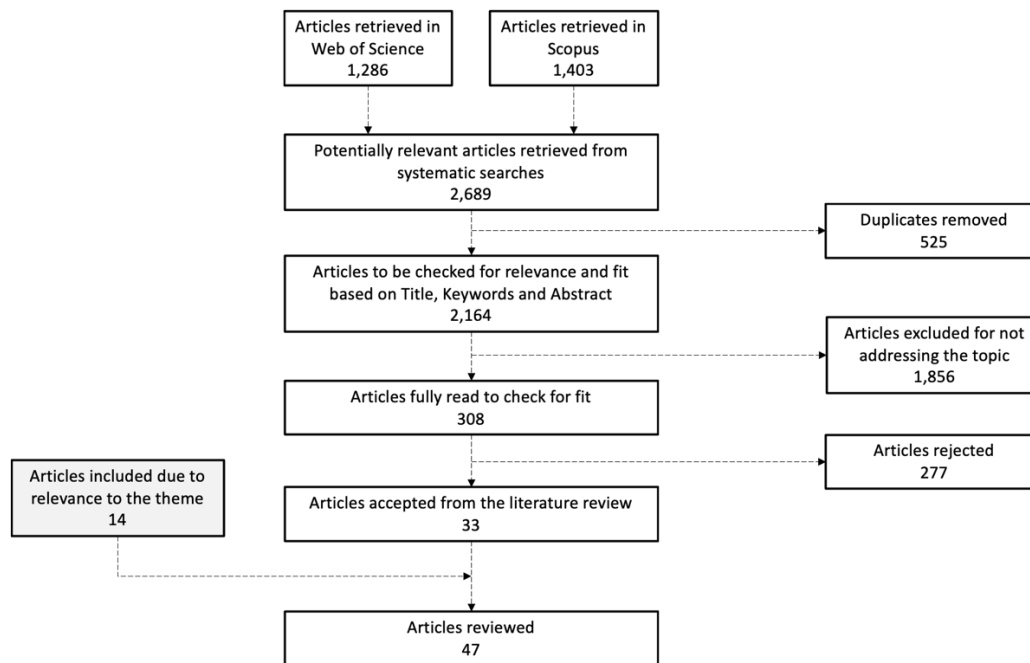 Articles retrieved in
Web of Science
1,286
Articles retrieved in
Scopus
1,403
Potentially relevant articles retrieved from
systematic searches
2,689
Duplicates removed
525
Articles to be checked for relevance and fit
based on Title, Keywords and Abstract
2,164
Articles excluded for not
addressing the topic
1,856
Articles fully read to check for fit
308
Articles rejected
277
Articles included due to
relevance to the theme
14
Articles accepted from the literature review
33
Articles reviewed
47